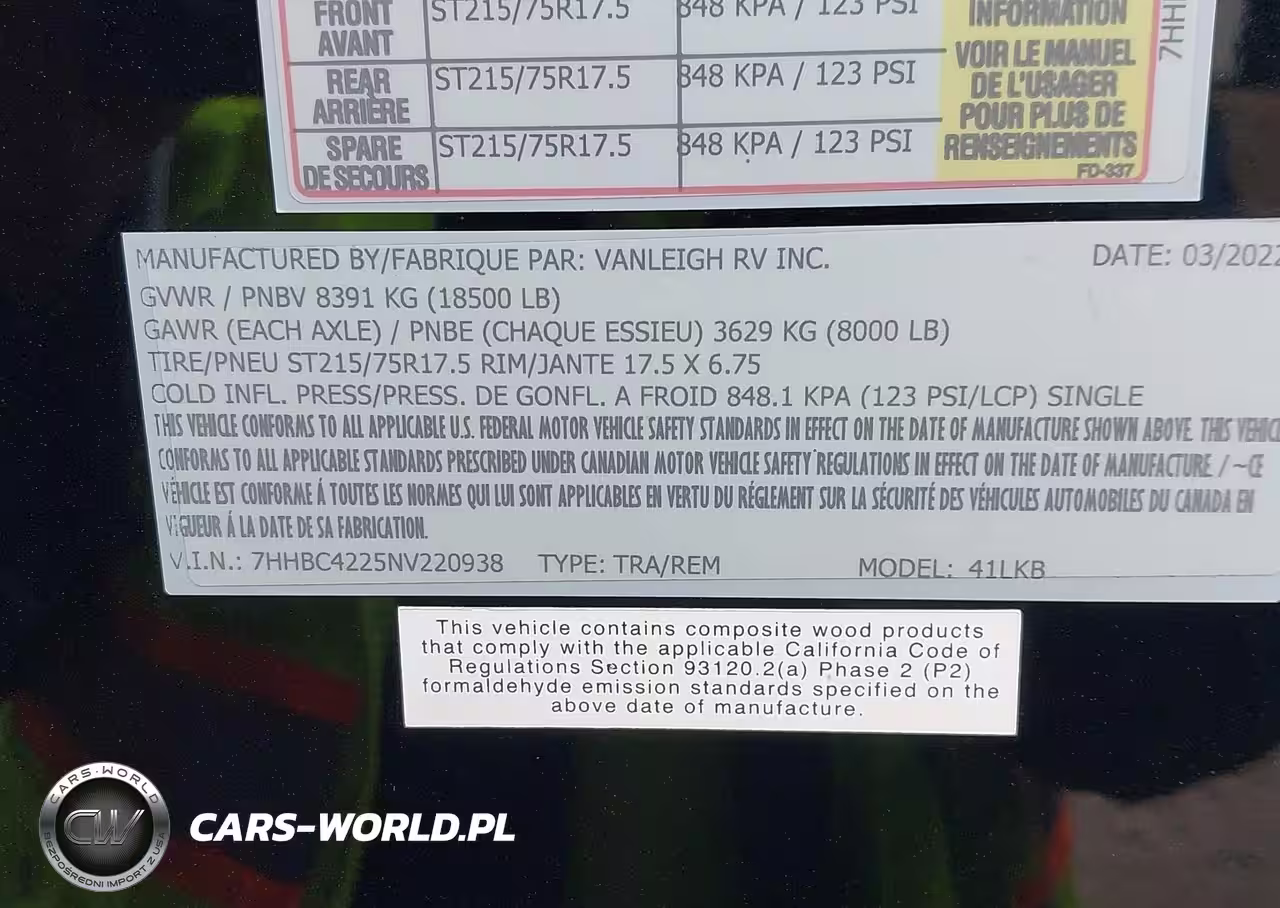 FRONT ST215/75R17.5 848 KPA / 123 PSI INFORMATION
AVANT
VOIR LE MANUEL
REAR ST215/75R17.5 848 KPA / 123 PSI DE L'USAGER
ARRIÈRE POUR PLUS DE
SPARE ST215/75R17.5 848 KPA / 123 PSI RENSEIGNEMENTS
DE SECOURS FO-337
7HH
MANUFACTURED BY/FABRIQUE PAR: VANLEIGH RV INC. DATE: 03/2022
GVWR / PNBV 8391 KG (18500 LB)
GAWR (EACH AXLE) / PNBE (CHAQUE ESSIEU) 3629 KG (8000 LB)
TIRE/PNEU ST215/75R17.5 RIM/JANTE 17.5 X 6.75
COLD INFL. PRESS/PRESS. DE GONFL. A FROID 848.1 KPA (123 PSI/LCP) SINGLE
THIS VEHICLE CONFORMS TO ALL APPLICABLE U.S. FEDERAL MOTOR VEHICLE SAFETY STANDARDS IN EFFECT ON THE DATE OF MANUFACTURE SHOWN ABOVE. THIS VEHIC
CONFORMS TO ALL APPLICABLE STANDARDS PRESCRIBED UNDER CANADIAN MOTOR VEHICLE SAFETY REGULATIONS IN EFFECT ON THE DATE OF MANUFACTURE. / ~CE
VÉHICLE EST CONFORME Á TOUTES LES NORMES QUI LUI SONT APPLICABLES EN VERTU DU RÉGLEMENT SUR LA SÉCURITÉ DES VÉHICULES AUTOMOBILES DU CANADA EN
VIGUEUR Á LA DATE DE SA FABRICATION.
V.I.N.: 7HHBC4225NV220938 TYPE: TRA/REM MODEL: 41LKB
This vehicle contains composite wood products
that comply with the applicable California Code of
Regulations Section 93120.2(a) Phase 2 (P2)
formaldehyde emission standards specified on the
above date of manufacture.
CARS-WORLD
CW
BEZPOŚREDNI IMPORT Z USA
CARS-WORLD.PL